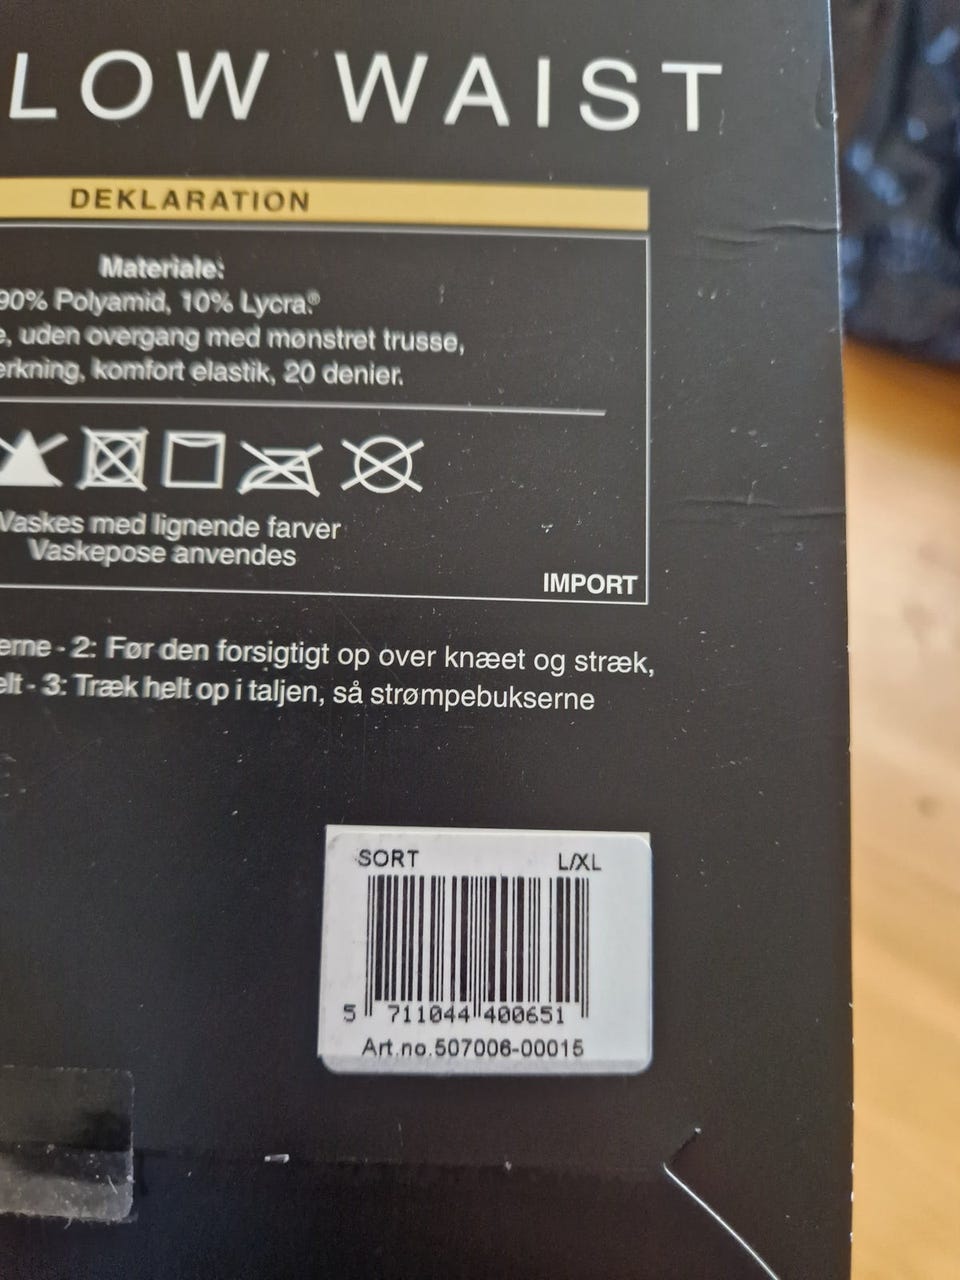 LOW WAIST
DEKLARATION
Materiale:
90% Polyamid, 10% Lycra®
uden overgang med mønstret trusse,
komfort elastik, 20 denier.
Vaskes med lignende farver
Vaskepose anvendes
IMPORT
- 2: Før den forsigtigt op over knæet og stræk,
- 3: Træk helt op i taljen, så strømpebukserne
SORT L/XL
5 711044 400651
Art.no.507006-00015